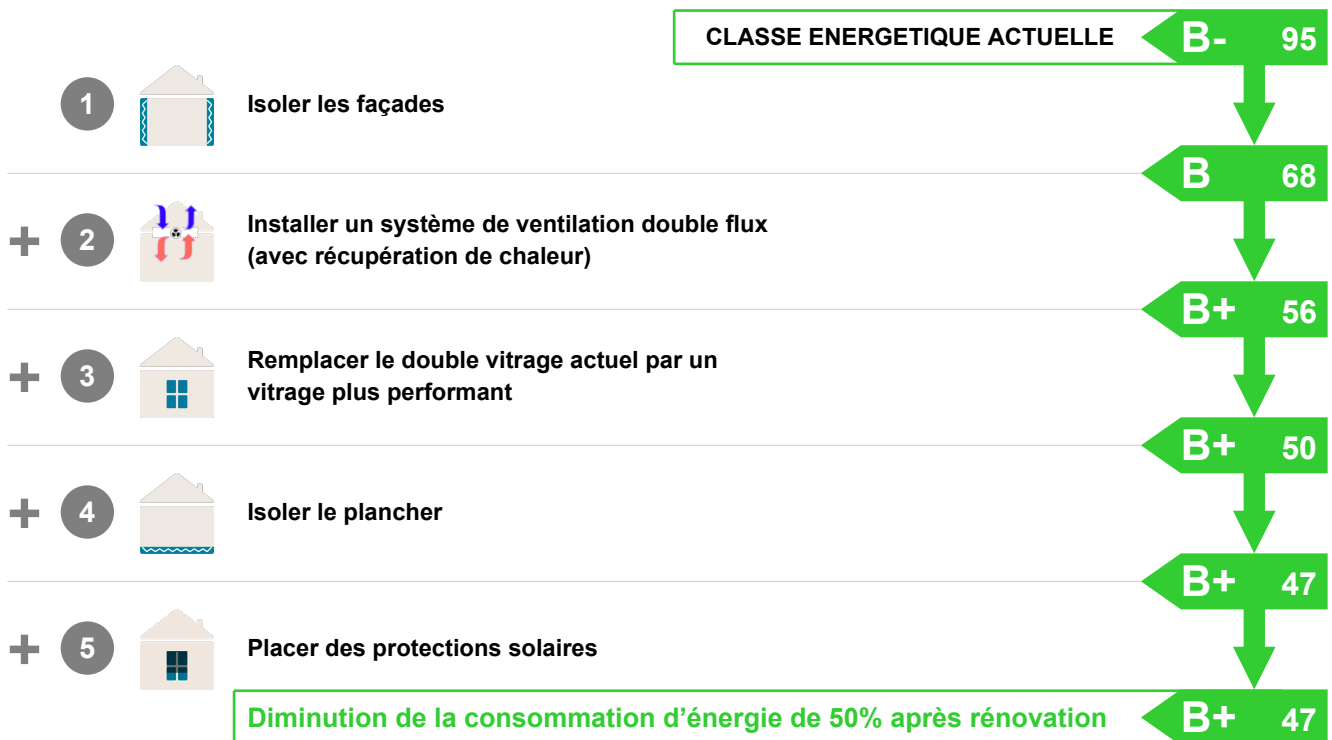 CLASSE ENERGETIQUE ACTUELLE B- 95
1 Isoler les façades
B 68
+ 2 Installer un système de ventilation double flux
(avec récupération de chaleur)
B+ 56
+ 3 Remplacer le double vitrage actuel par un
vitrage plus performant
B+ 50
+ 4 Isoler le plancher
B+ 47
+ 5 Placer des protections solaires
Diminution de la consommation d’énergie de 50% après rénovation B+ 47